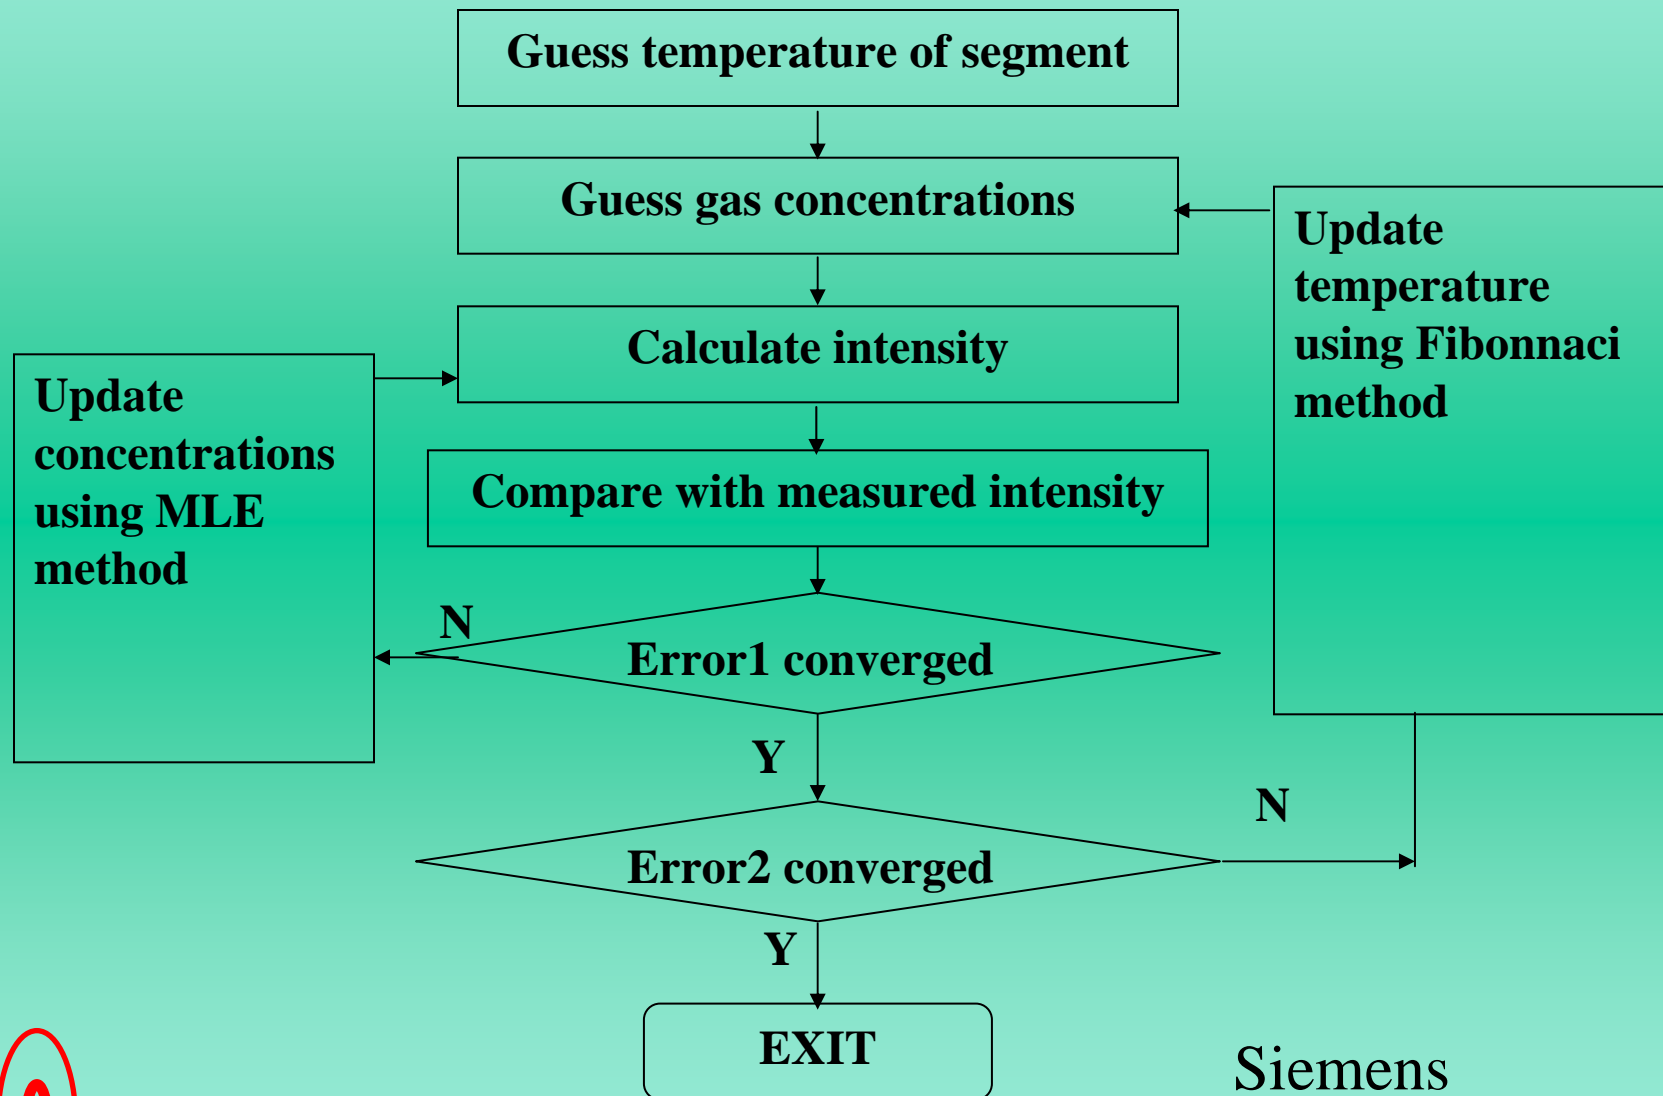 Guess temperature of segment
Guess gas concentrations
Update
temperature
using Fibonnaci
method
Calculate intensity
Update
concentrations
using MLE
method
Compare with measured intensity
N
Error1 converged
Y
N
Error2 converged
Y
EXIT
Siemens